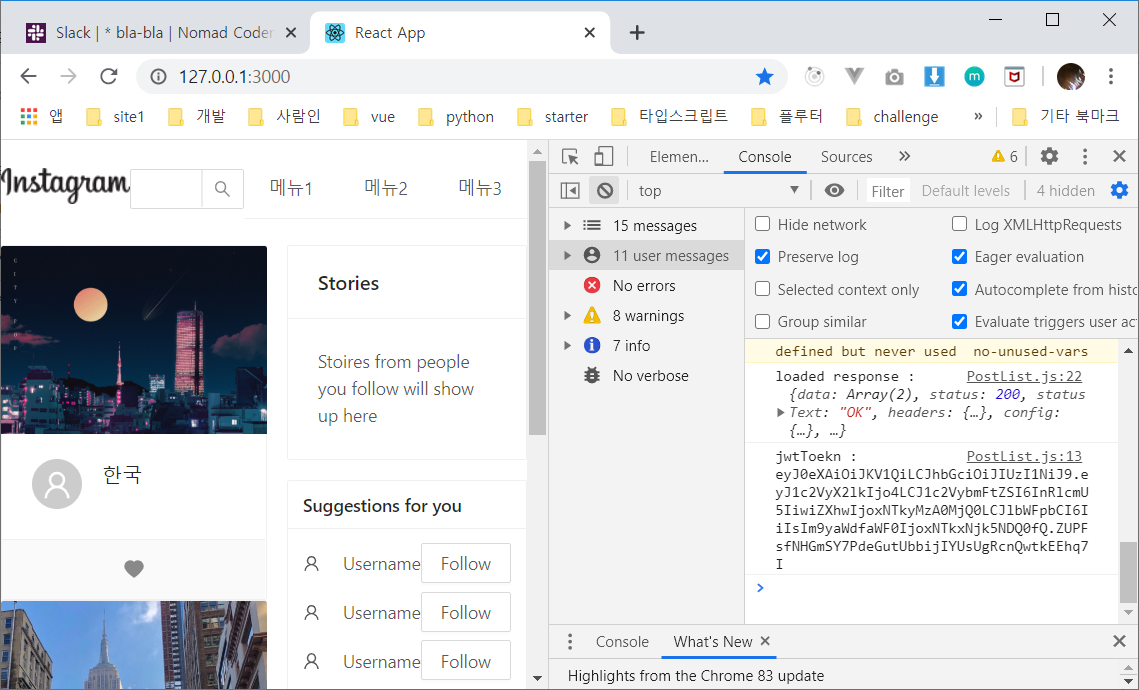 Slack | * bla-bla | Nomad Coder
React App
127.0.0.1:3000
앱 site1 개발 사람인 vue python starter 타입스크립트 플루터 challenge » 기타 북마크
Instagram
메뉴1 메뉴2 메뉴3
CITY POP
한국
Stories
Stoires from people
you follow will show
up here
Suggestions for you
Username Follow
Username Follow
Username Follow
Elemen... Console Sources » 6
top Filter Default levels 4 hidden
15 messages
11 user messages
No errors
8 warnings
7 info
No verbose
Hide network Log XMLHttpRequests
Preserve log Eager evaluation
Selected context only Autocomplete from histo
Group similar Evaluate triggers user ac
defined but never used no-unused-vars
loaded response : PostList.js:22
{data: Array(2), status: 200, status
Text: "OK", headers: {…}, config:
{…}, …}
jwtToekn : PostList.js:13
eyJ0eXAiOiJKV1QiLCJhbGciOiJIUzI1NiJ9.e
yJ1c2VyX2lkIjo4LCJ1c2VybmFtZSI6InRlcmU
5IiwiZXhwIjoxNTkyMzA0MjQ0LCJlbWFpbCI6I
iIsIm9yaWdfaWF0IjoxNTkxNjk5NDQ0fQ.ZUPF
sfNHGmSY7PdeGutUbbijIYUsUgRcnQwtkEEhq7
I
Console What's New
Highlights from the Chrome 83 update